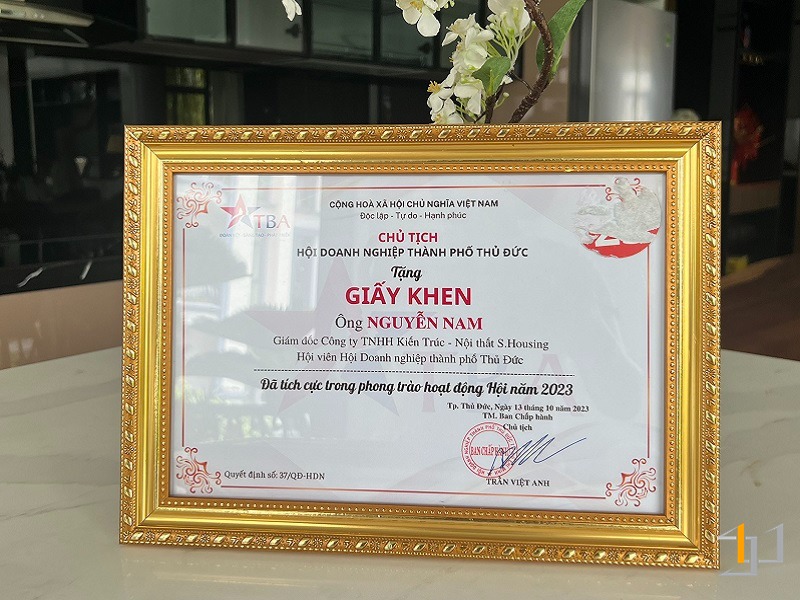 CỘNG HOÀ XÃ HỘI CHỦ NGHĨA VIỆT NAM
Độc lập - Tự do - Hạnh phúc
TBA
CHỦ TỊCH
HỘI DOANH NGHIỆP THÀNH PHỐ THỦ ĐỨC
Tặng
GIẤY KHEN
Ông NGUYỄN NAM
Giám đốc Công ty TNHH Kiến Trúc - Nội thất S.Housing
Hội viên Hội Doanh nghiệp thành phố Thủ Đức
Đã tích cực trong phong trào hoạt động Hội năm 2023
Tp. Thủ Đức, Ngày 13 tháng 10 năm 2023
TM. Ban Chấp hành
Chủ tịch
BAN CHẤP HÀNH
Quyết định số: 37/QĐ-HDN
TRẦN VIỆT ANH